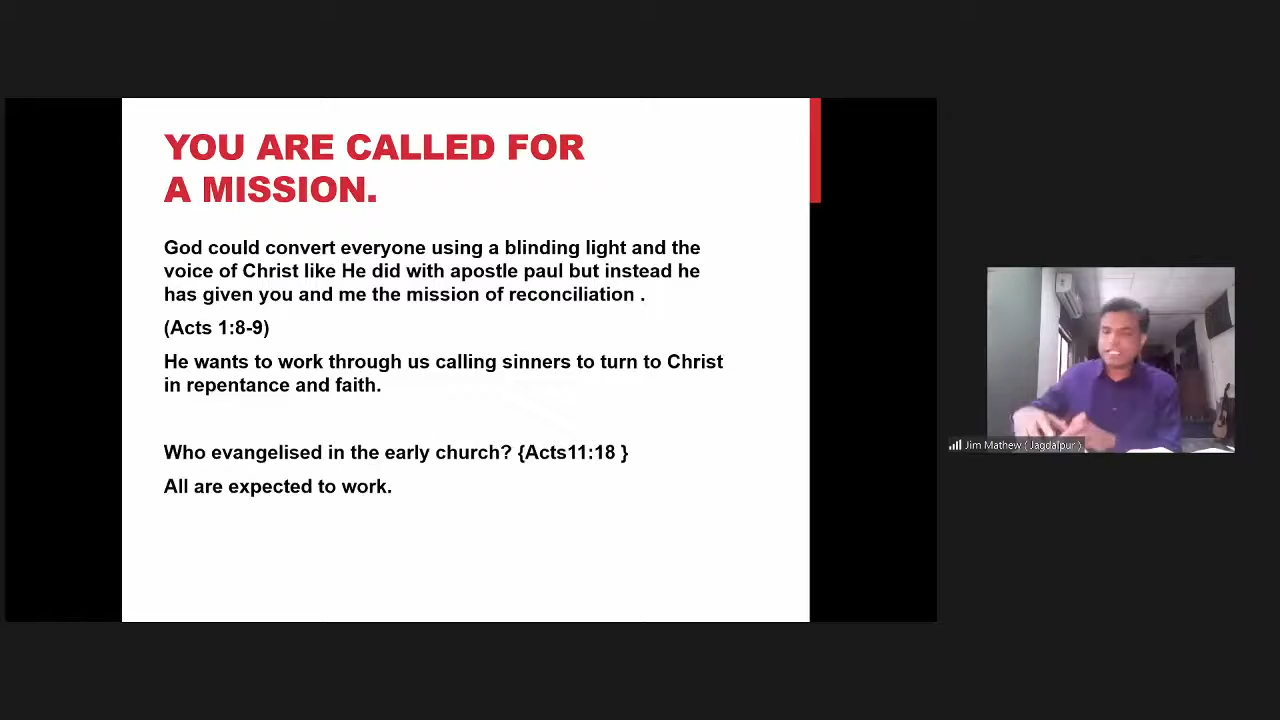 YOU ARE CALLED FOR
A MISSION.
God could convert everyone using a blinding light and the
voice of Christ like He did with apostle paul but instead he
has given you and me the mission of reconciliation .
(Acts 1:8-9)
He wants to work through us calling sinners to turn to Christ
in repentance and faith.
Who evangelised in the early church? {Acts11:18 }
All are expected to work.
Jim Mathew ( Jagdalpur )